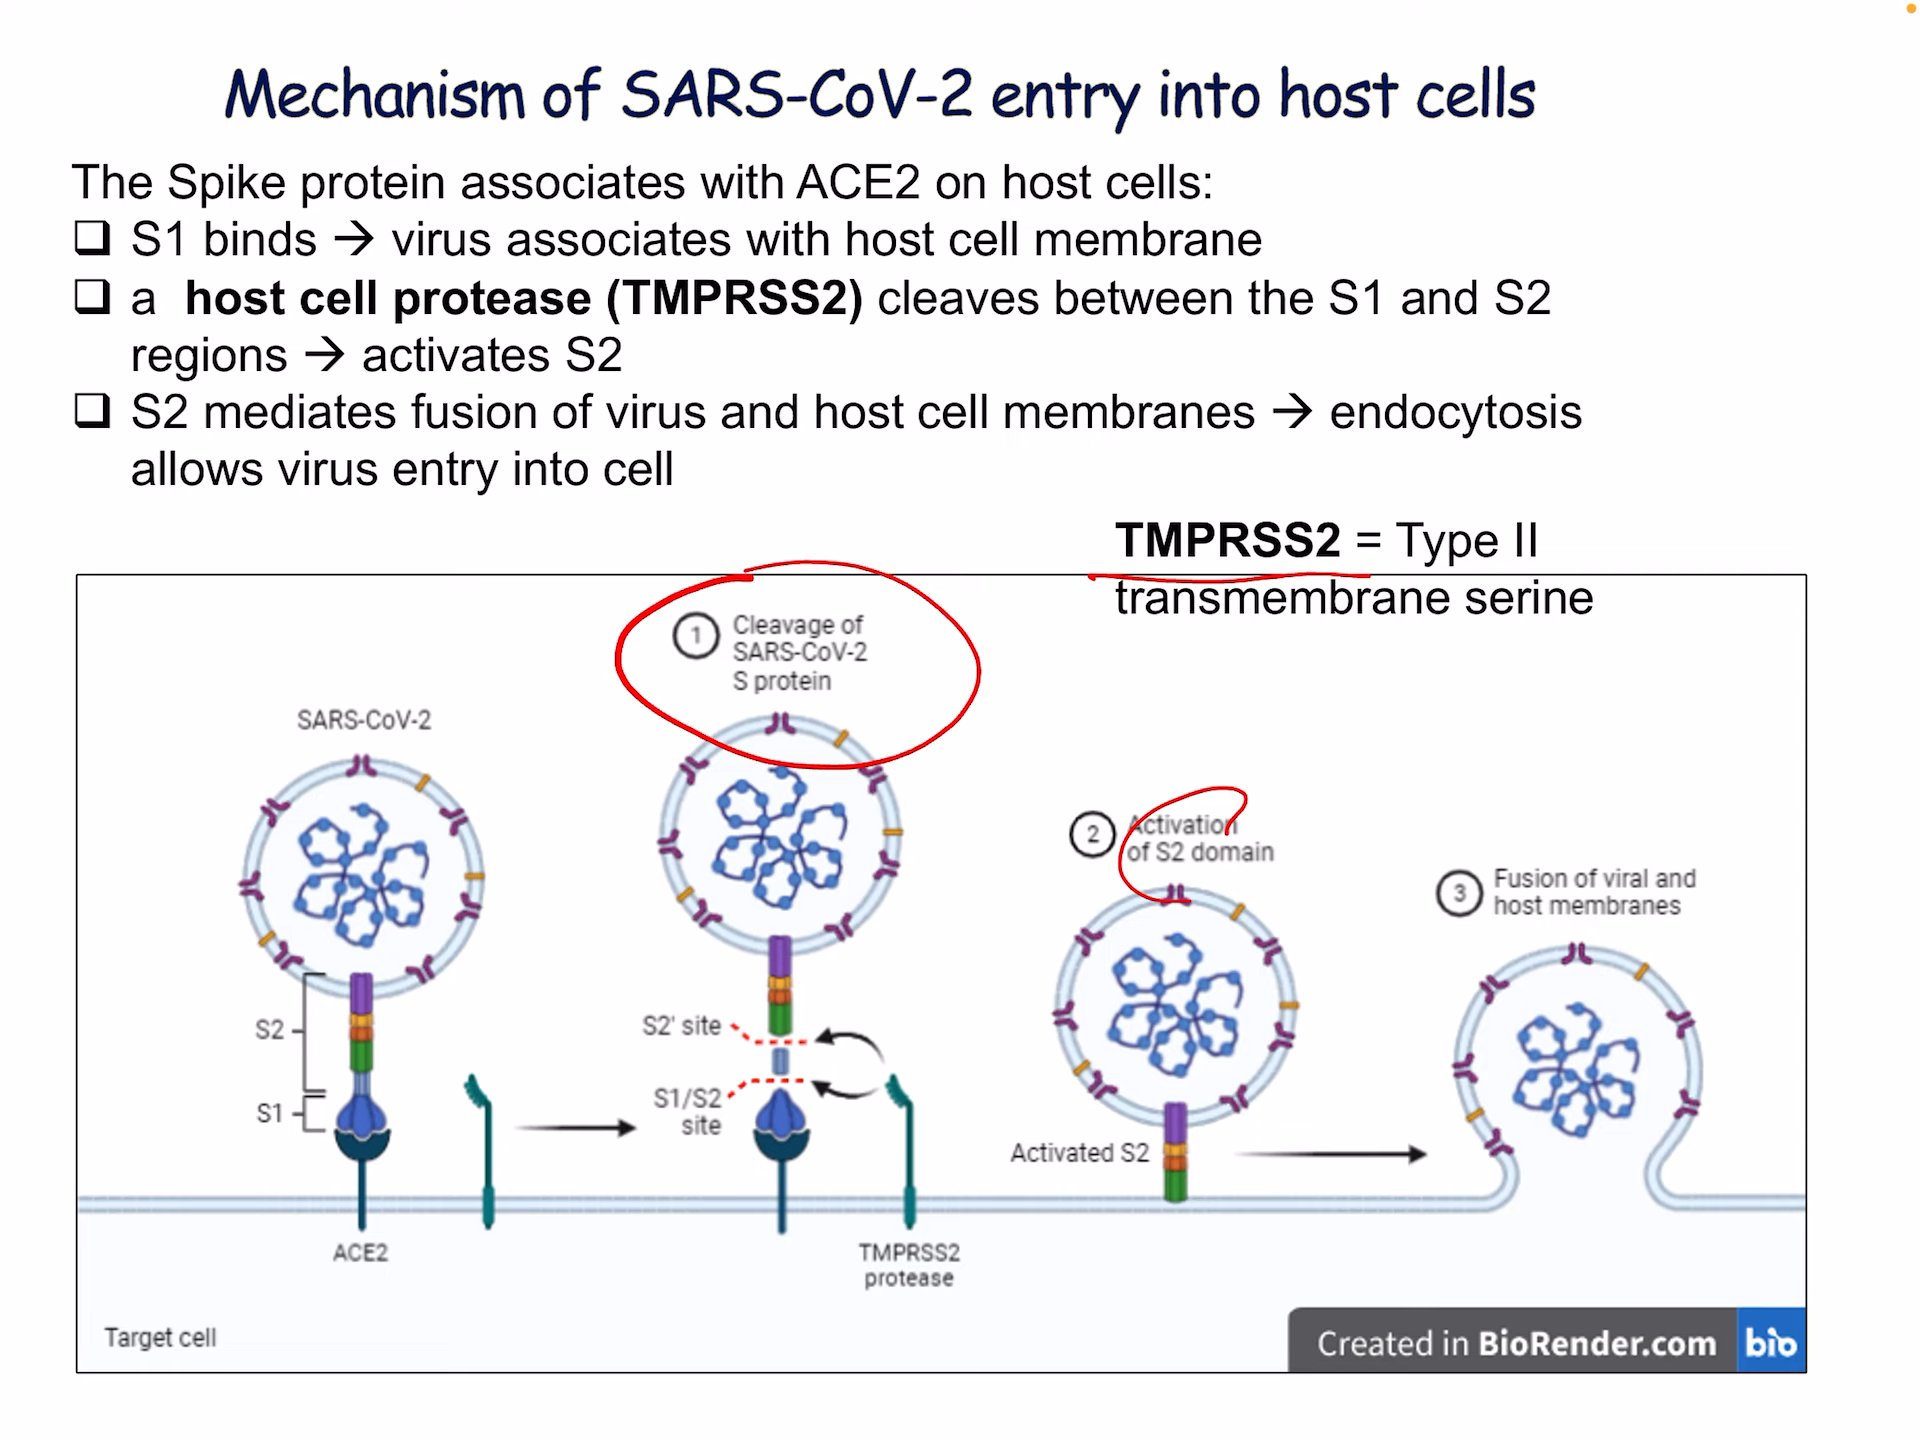 Mechanism of SARS-CoV-2 entry into host cells
The Spike protein associates with ACE2 on host cells:
❑ S1 binds → virus associates with host cell membrane
❑ a host cell protease (TMPRSS2) cleaves between the S1 and S2
regions → activates S2
❑ S2 mediates fusion of virus and host cell membranes → endocytosis
allows virus entry into cell
TMPRSS2 = Type II
transmembrane serine
1 Cleavage of
SARS-CoV-2
S protein
SARS-CoV-2
2 Activation
of S2 domain
3 Fusion of viral and
host membranes
S2
S1
S2' site
S1/S2
site
Activated S2
ACE2
TMPRSS2
protease
Target cell
Created in BioRender.com bio